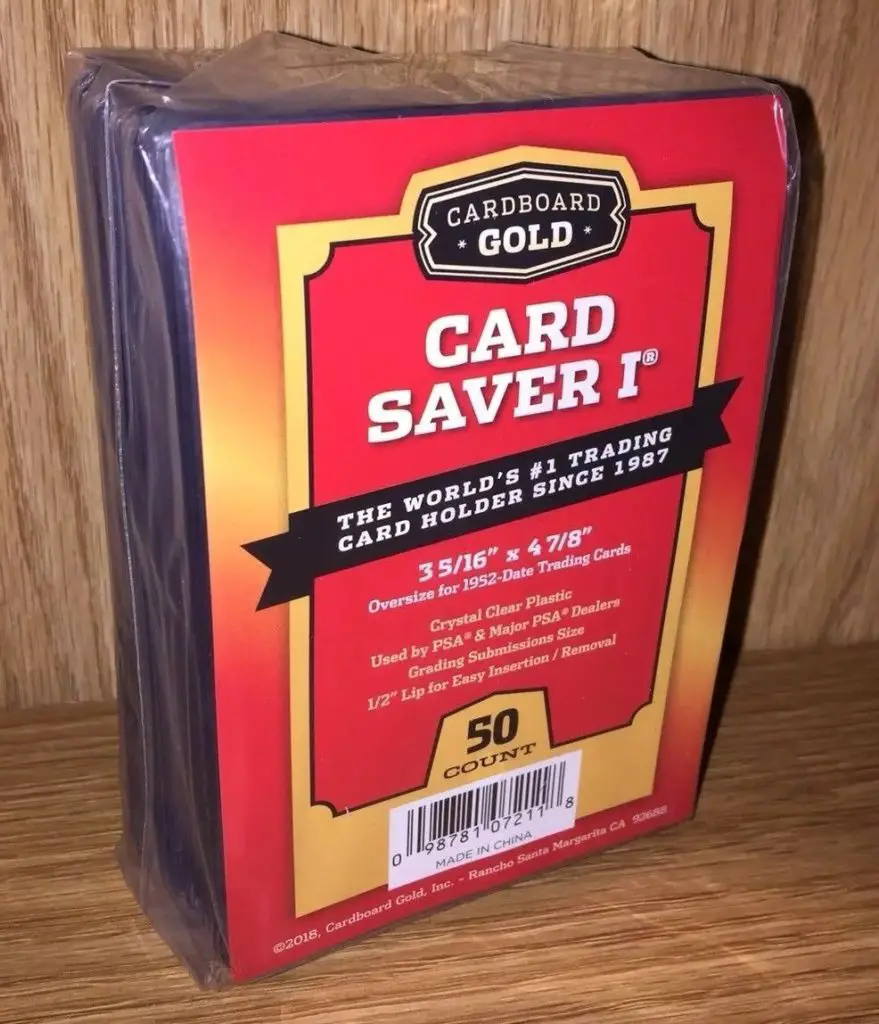 CARDBOARD
* GOLD *
CARD
SAVER I®
THE WORLD'S #1 TRADING
CARD HOLDER SINCE 1987
3 5/16" x 4 7/8"
Oversize for 1952-Date Trading Cards
Crystal Clear Plastic
Used by PSA® & Major PSA® Dealers
Grading Submissions Size
1/2" Lip for Easy Insertion / Removal
50
COUNT
0 98781 07211 8
MADE IN CHINA
©2018, Cardboard Gold, Inc. - Rancho Santa Margarita CA 92688